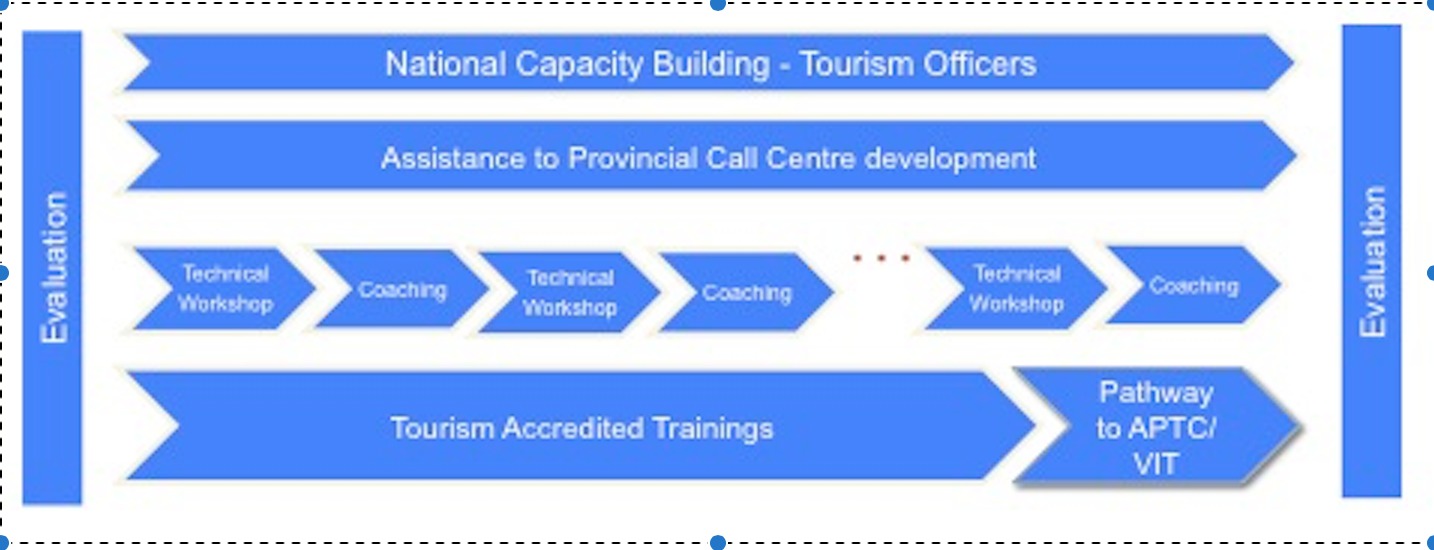 Evaluation
National Capacity Building - Tourism Officers
Assistance to Provincial Call Centre development
Technical
Workshop
Coaching
Technical
Workshop
Coaching
. . .
Technical
Workshop
Coaching
Tourism Accredited Trainings
Pathway
to APTC/
VIT
Evaluation